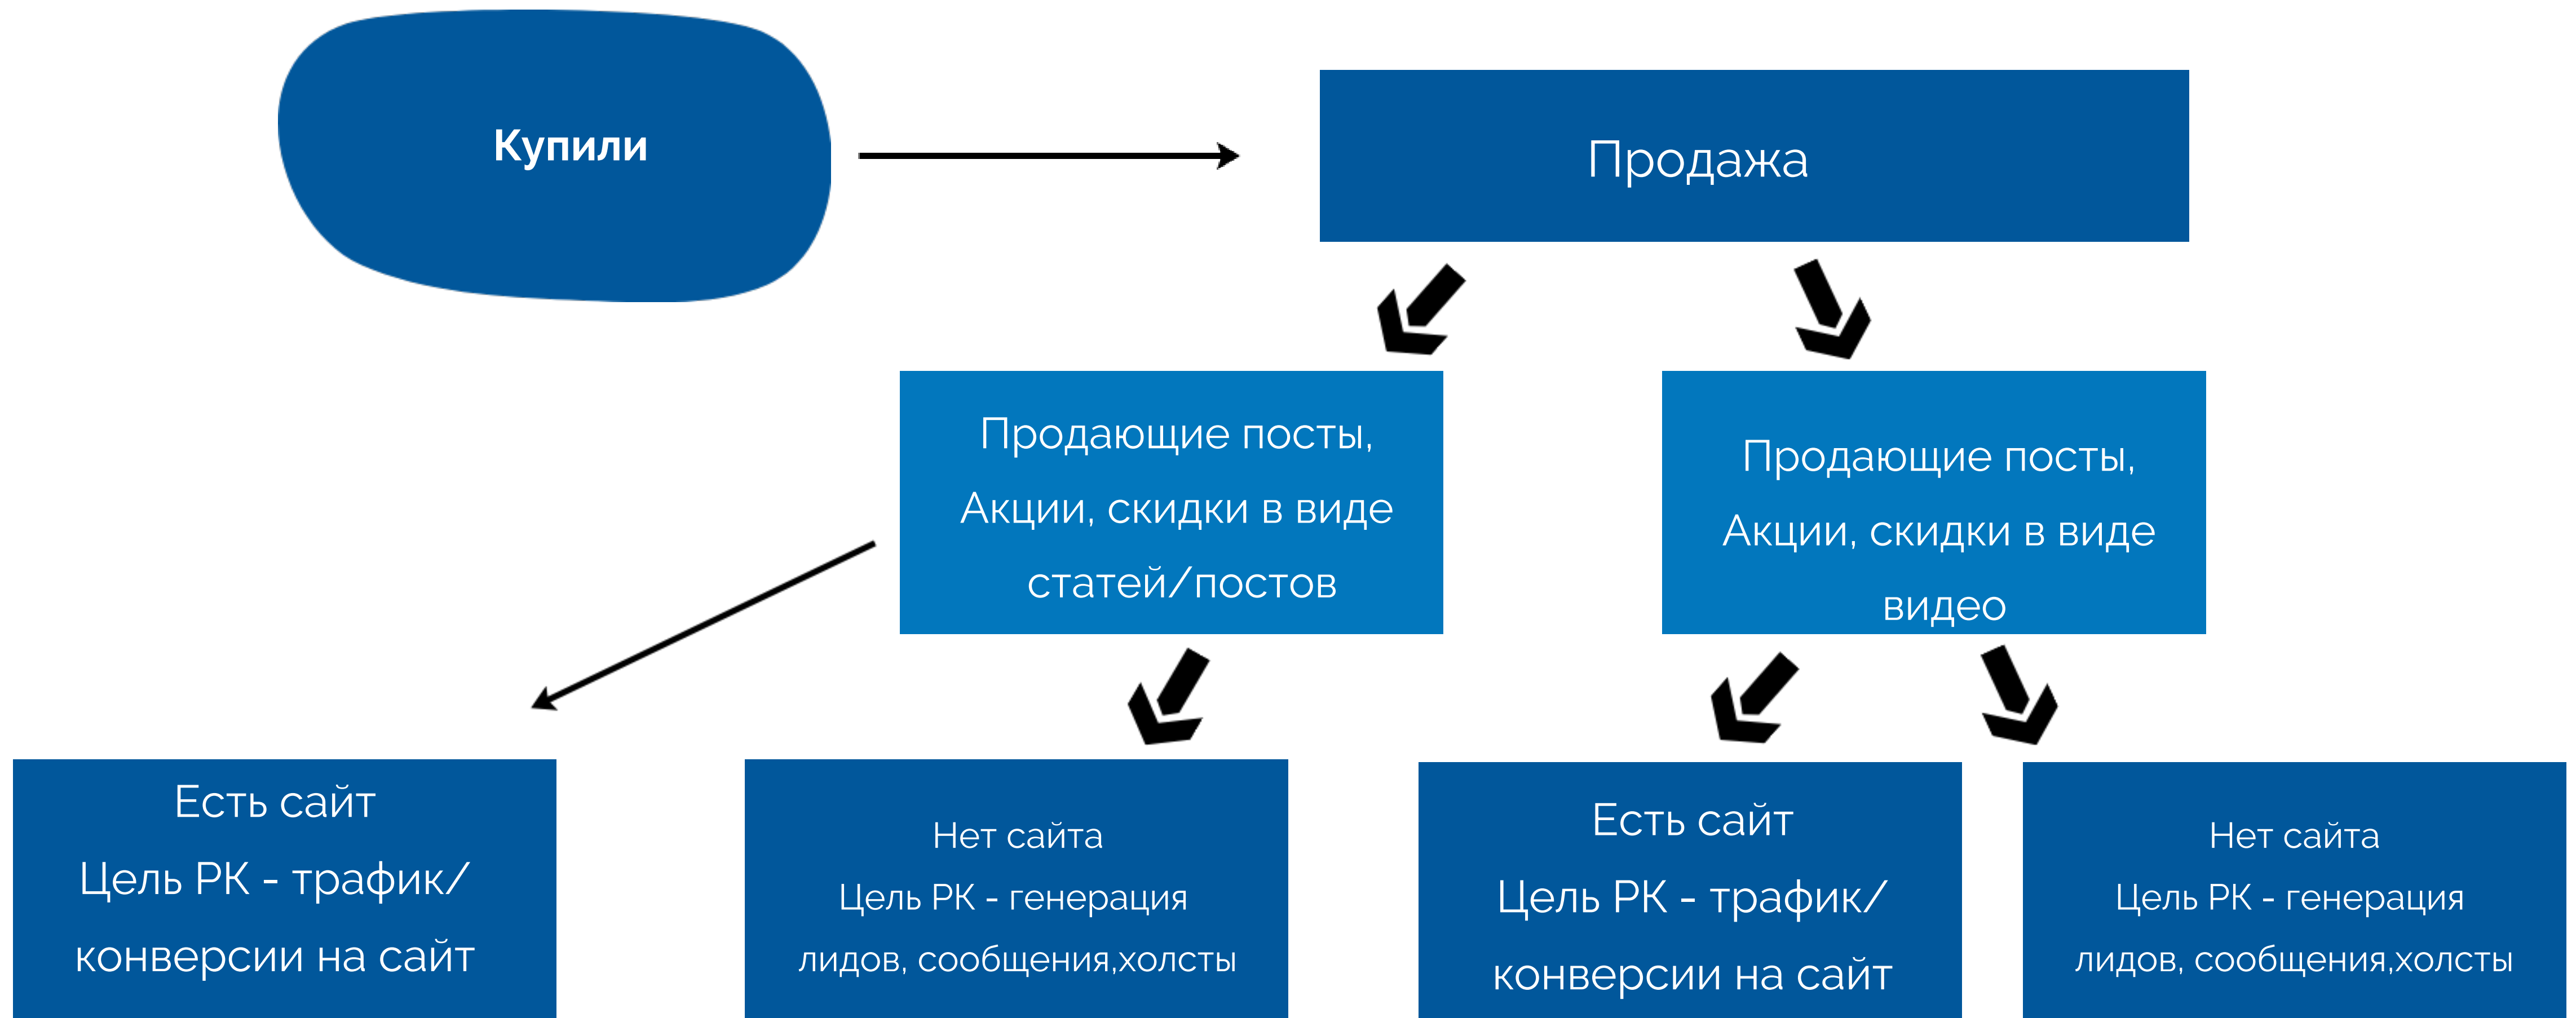 Купили
Продажа
Продающие посты,
Акции, скидки в виде
статей/постов
Продающие посты,
Акции, скидки в виде
видео
Есть сайт
Цель РК - трафик/
конверсии на сайт
Нет сайта
Цель РК - генерация
лидов, сообщения,холсты
Есть сайт
Цель РК - трафик/
конверсии на сайт
Нет сайта
Цель РК - генерация
лидов, сообщения,холсты